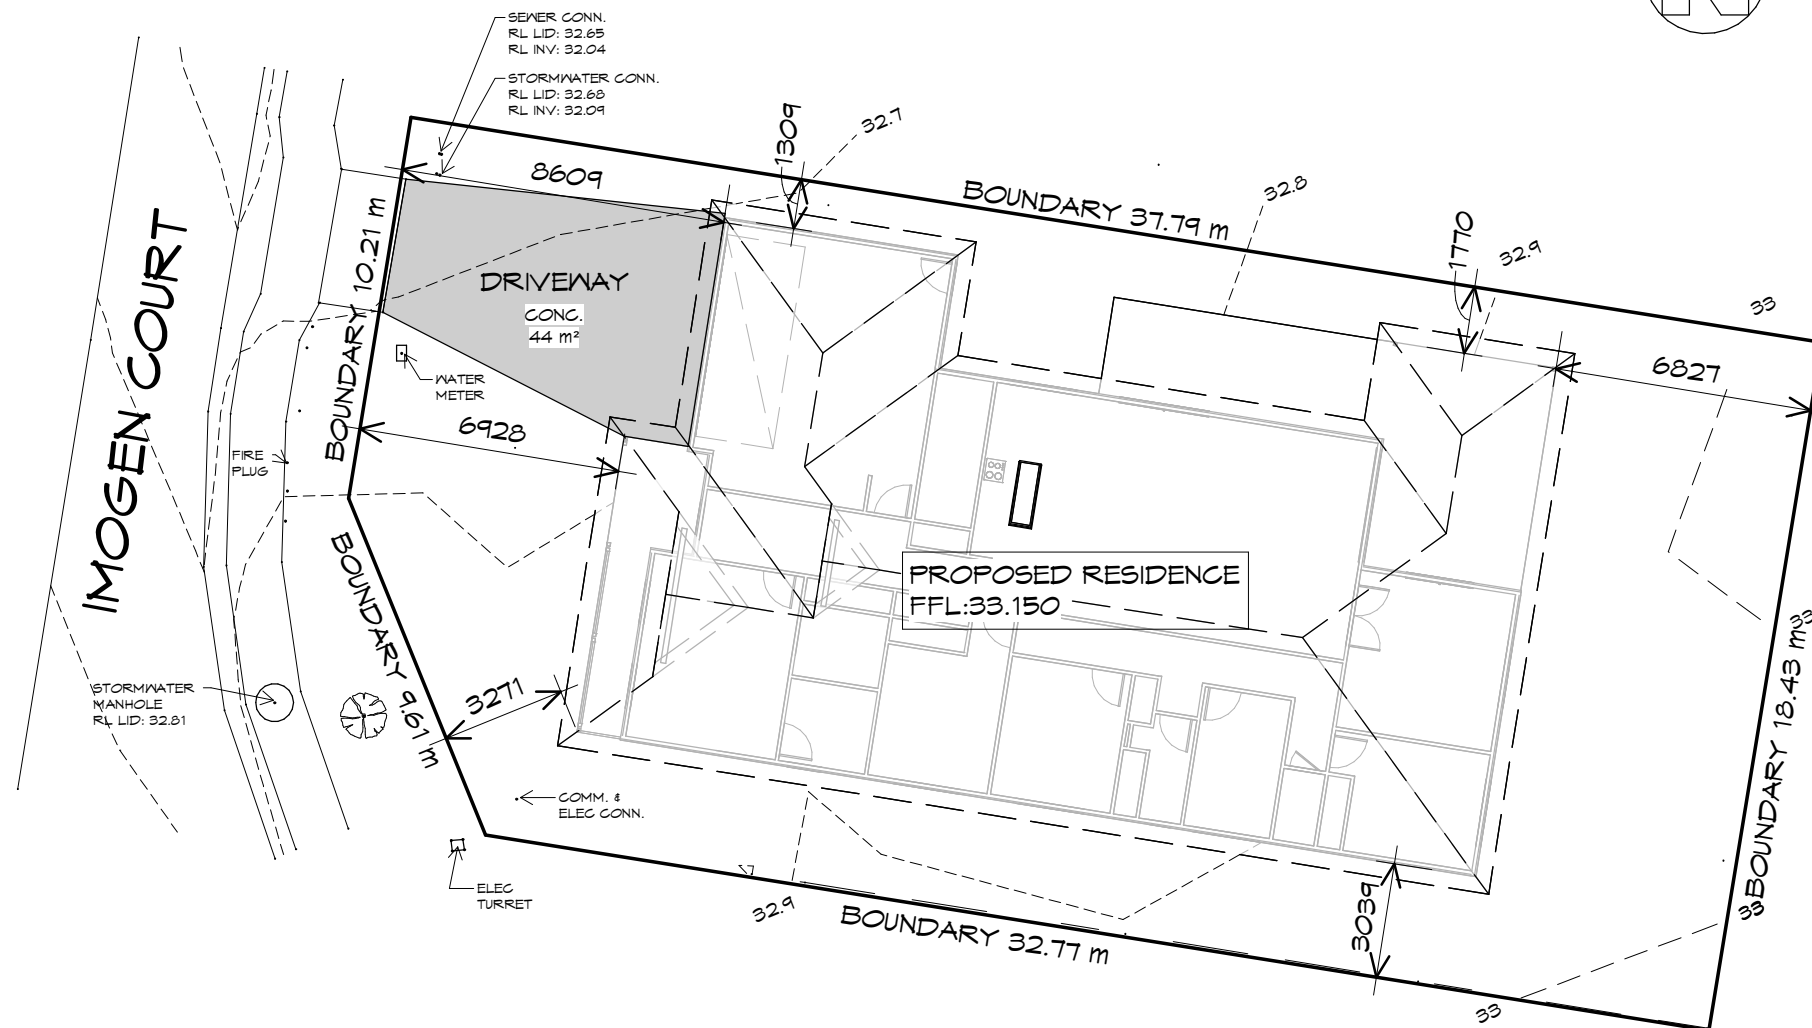 SEWER CONN.
RL LID: 32.65
RL INV: 32.04
STORMWATER CONN.
RL LID: 32.68
RL INV: 32.09
1309
32.7
8609
BOUNDARY 37.79 m
32.8
1770
32.9
33
BOUNDARY 10.21 m
DRIVEWAY
CONC.
44 m²
IMOGEN COURT
WATER
METER
6827
6928
FIRE
PLUG
PROPOSED RESIDENCE
FFL:33.150
33
BOUNDARY 9.61 m
3271
STORMWATER
MANHOLE
RL LID: 32.81
BOUNDARY 18.43 m
COMM. &
ELEC CONN.
ELEC
TURRET
32.9
BOUNDARY 32.77 m
3039
33
33